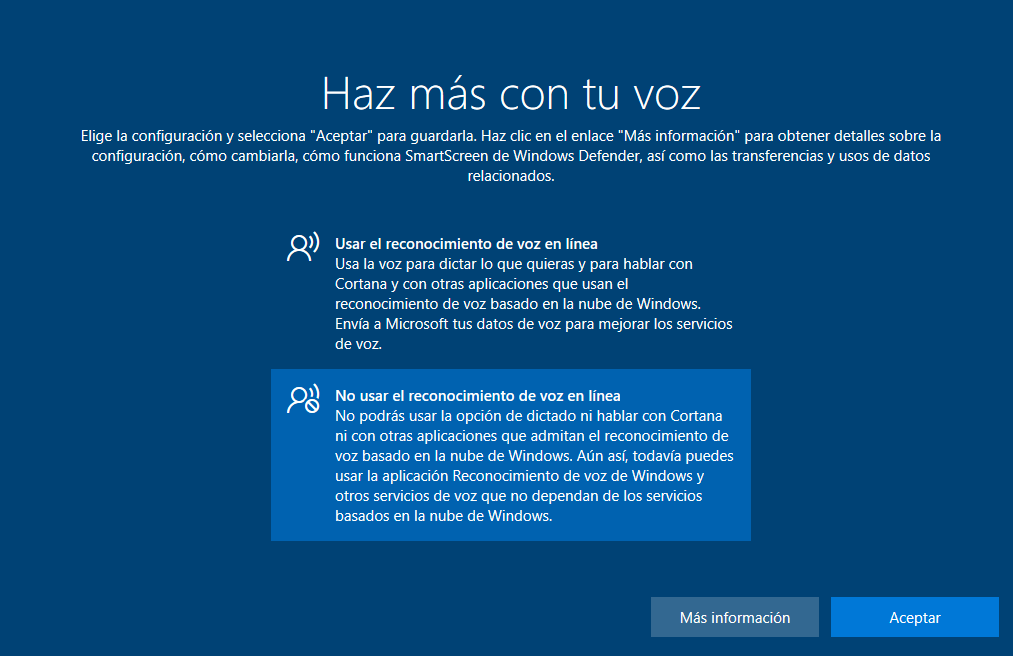 Haz más con tu voz
Elige la configuración y selecciona "Aceptar" para guardarla. Haz clic en el enlace "Más información" para obtener detalles sobre la
configuración, cómo cambiarla, cómo funciona SmartScreen de Windows Defender, así como las transferencias y usos de datos
relacionados.
Usar el reconocimiento de voz en línea
Usa la voz para dictar lo que quieras y para hablar con
Cortana y con otras aplicaciones que usan el
reconocimiento de voz basado en la nube de Windows.
Envía a Microsoft tus datos de voz para mejorar los servicios
de voz.
No usar el reconocimiento de voz en línea
No podrás usar la opción de dictado ni hablar con Cortana
ni con otras aplicaciones que admitan el reconocimiento de
voz basado en la nube de Windows. Aún así, todavía puedes
usar la aplicación Reconocimiento de voz de Windows y
otros servicios de voz que no dependan de los servicios
basados en la nube de Windows.
Más información
Aceptar